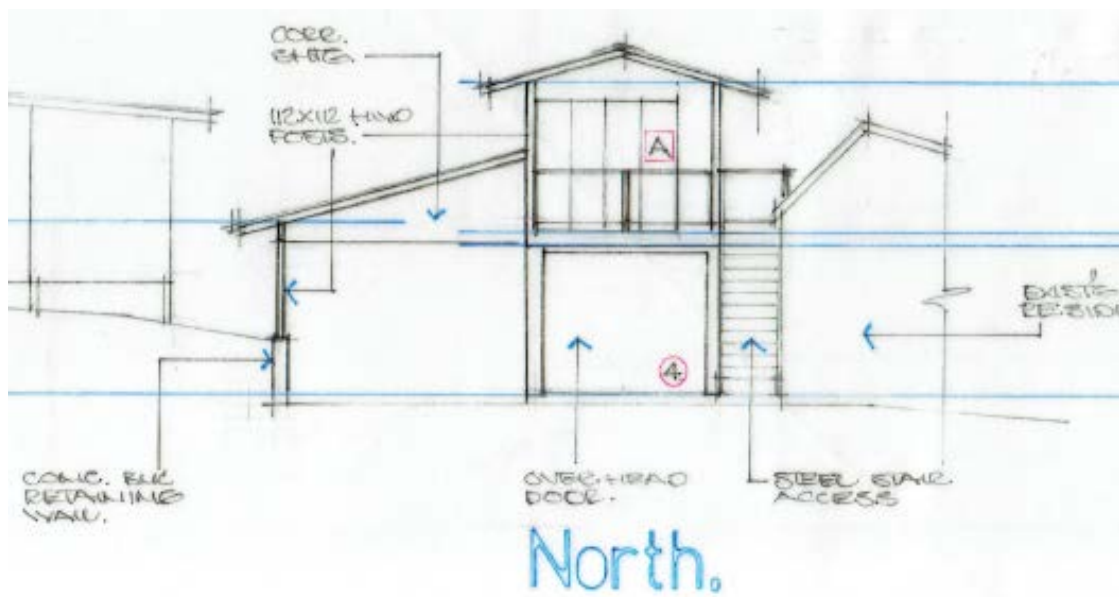 CORR.
SHTG.
112X112 HWD
POSTS.
A
EXIST'G
RESID
4
CONC. BLK
RETAINING
WALL.
OVERHEAD
DOOR.
STEEL STAIR
ACCESS
North.